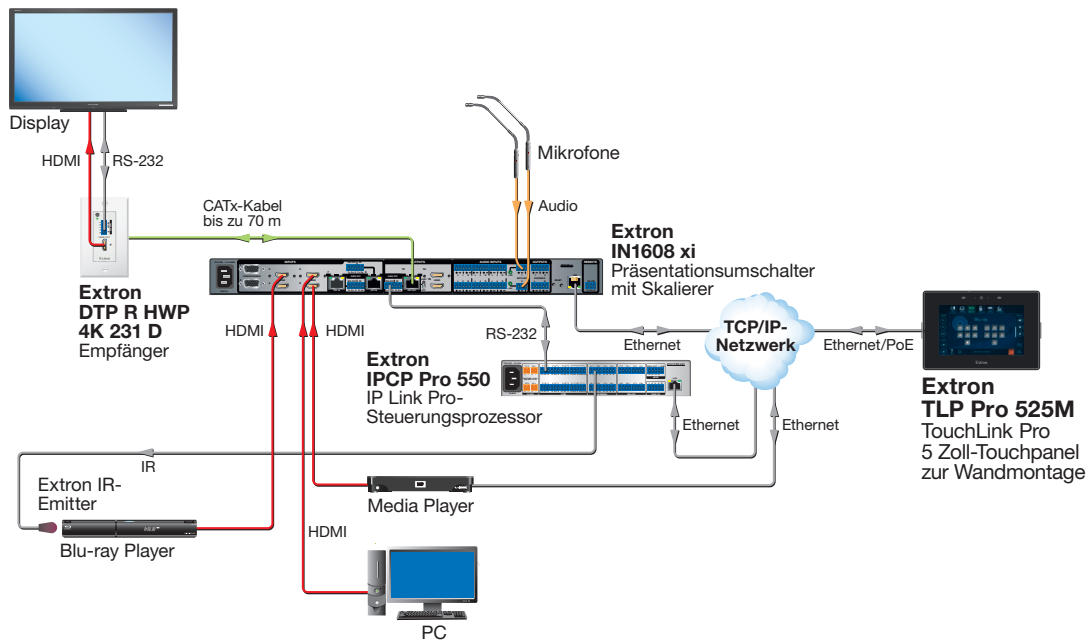 Display
HDMI
RS-232
Mikrofone
CATx-Kabel
bis zu 70 m
Audio
Extron
IN1608 xi
Präsentationsumschalter
mit Skalierer
Extron
DTP R HWP
4K 231 D
Empfänger
HDMI
HDMI
RS-232
Ethernet
TCP/IP-
Netzwerk
Ethernet/PoE
Extron
IPCP Pro 550
IP Link Pro-
Steuerungsprozessor
Extron
TLP Pro 525M
TouchLink Pro
5 Zoll-Touchpanel
zur Wandmontage
Ethernet
Ethernet
IR
Extron IR-
Emitter
Media Player
Blu-ray Player
HDMI
PC